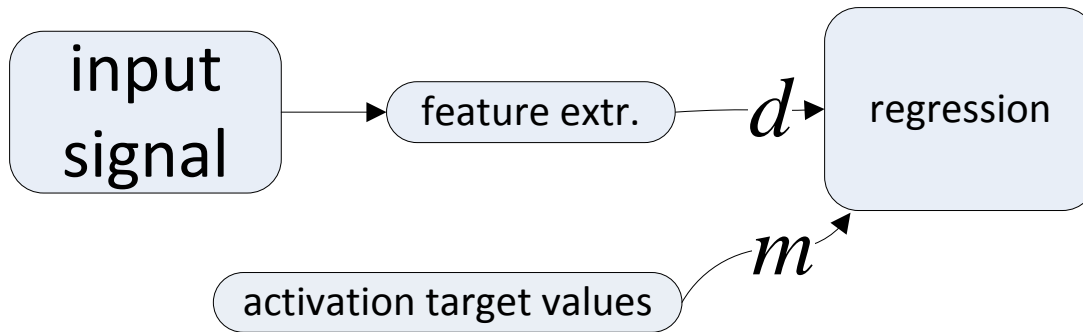 input
signal
feature extr.
d
regression
m
activation target values